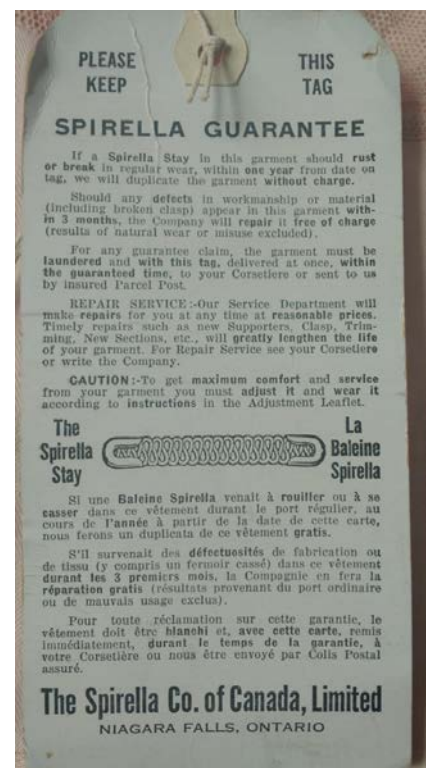 PLEASE KEEP THIS TAG
SPIRELLA GUARANTEE
If a Spirella Stay in this garment should rust
or break in regular wear, within one year from date on
tag, we will duplicate the garment without charge.
Should any defects in workmanship or material
(including broken clasp) appear in this garment with-
in 3 months, the Company will repair it free of charge
(results of natural wear or misuse excluded).
For any guarantee claim, the garment must be
laundered and with this tag, delivered at once, within
the guaranteed time, to your Corsetiere or sent to us
by insured Parcel Post.
REPAIR SERVICE:-Our Service Department will
make repairs for you at any time at reasonable prices.
Timely repairs such as new Supporters, Clasp, Trim-
ming, New Sections, etc., will greatly lengthen the life
of your garment. For Repair Service see your Corsetiere
or write the Company.
CAUTION:-To get maximum comfort and service
from your garment you must adjust it and wear it
according to instructions in the Adjustment Leaflet.
The Spirella Stay
La Baleine Spirella
Si une Baleine Spirella venait à rouiller ou à se
casser dans ce vêtement durant le port régulier, au
cours de l'année à partir de la date de cette carte,
nous ferons un duplicata de ce vêtement gratis.
S'il survenait des défectuosités de fabrication ou
de tissu (y compris un fermoir cassé) dans ce vêtement
durant les 3 premiers mois, la Compagnie en fera la
réparation gratis (résultats provenant du port ordinaire
ou de mauvais usage exclus).
Pour toute réclamation sur cette garantie, le
vêtement doit être blanchi et, avec cette carte, remis
immédiatement, durant le temps de la garantie, à
votre Corsetière ou nous être envoyé par Colis Postal
assuré.
The Spirella Co. of Canada, Limited
NIAGARA FALLS, ONTARIO